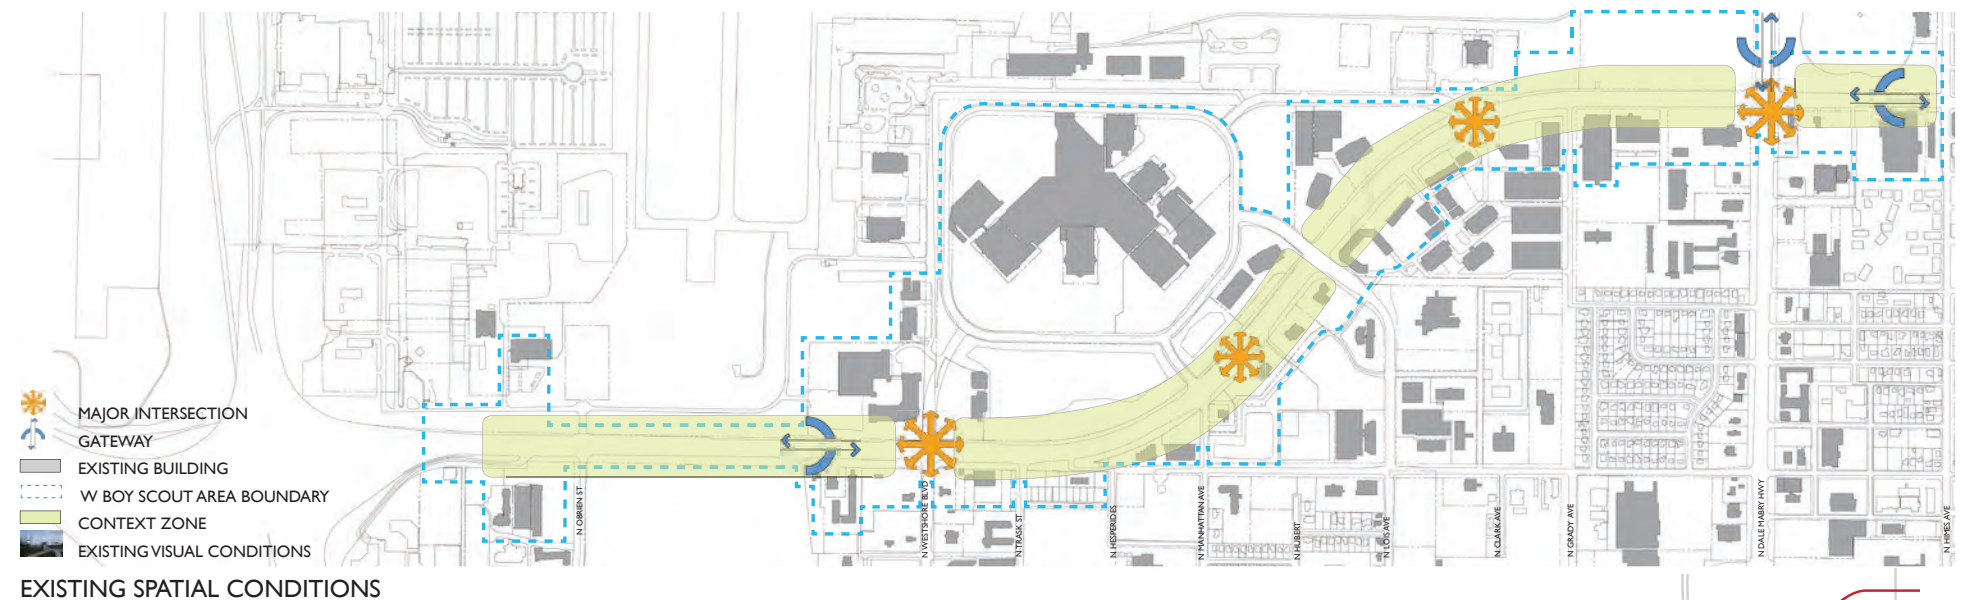 MAJOR INTERSECTION
GATEWAY
EXISTING BUILDING
W BOY SCOUT AREA BOUNDARY
CONTEXT ZONE
EXISTING VISUAL CONDITIONS
EXISTING SPATIAL CONDITIONS
N OBRIEN ST
N WESTSHORE BLVD
N TRASK ST
N HESPERIDES
N MANHATTAN AVE
N HUBERT
N LOIS AVE
N CLARK AVE
N GRADY AVE
N DALE MABRY HWY
N HIMES AVE